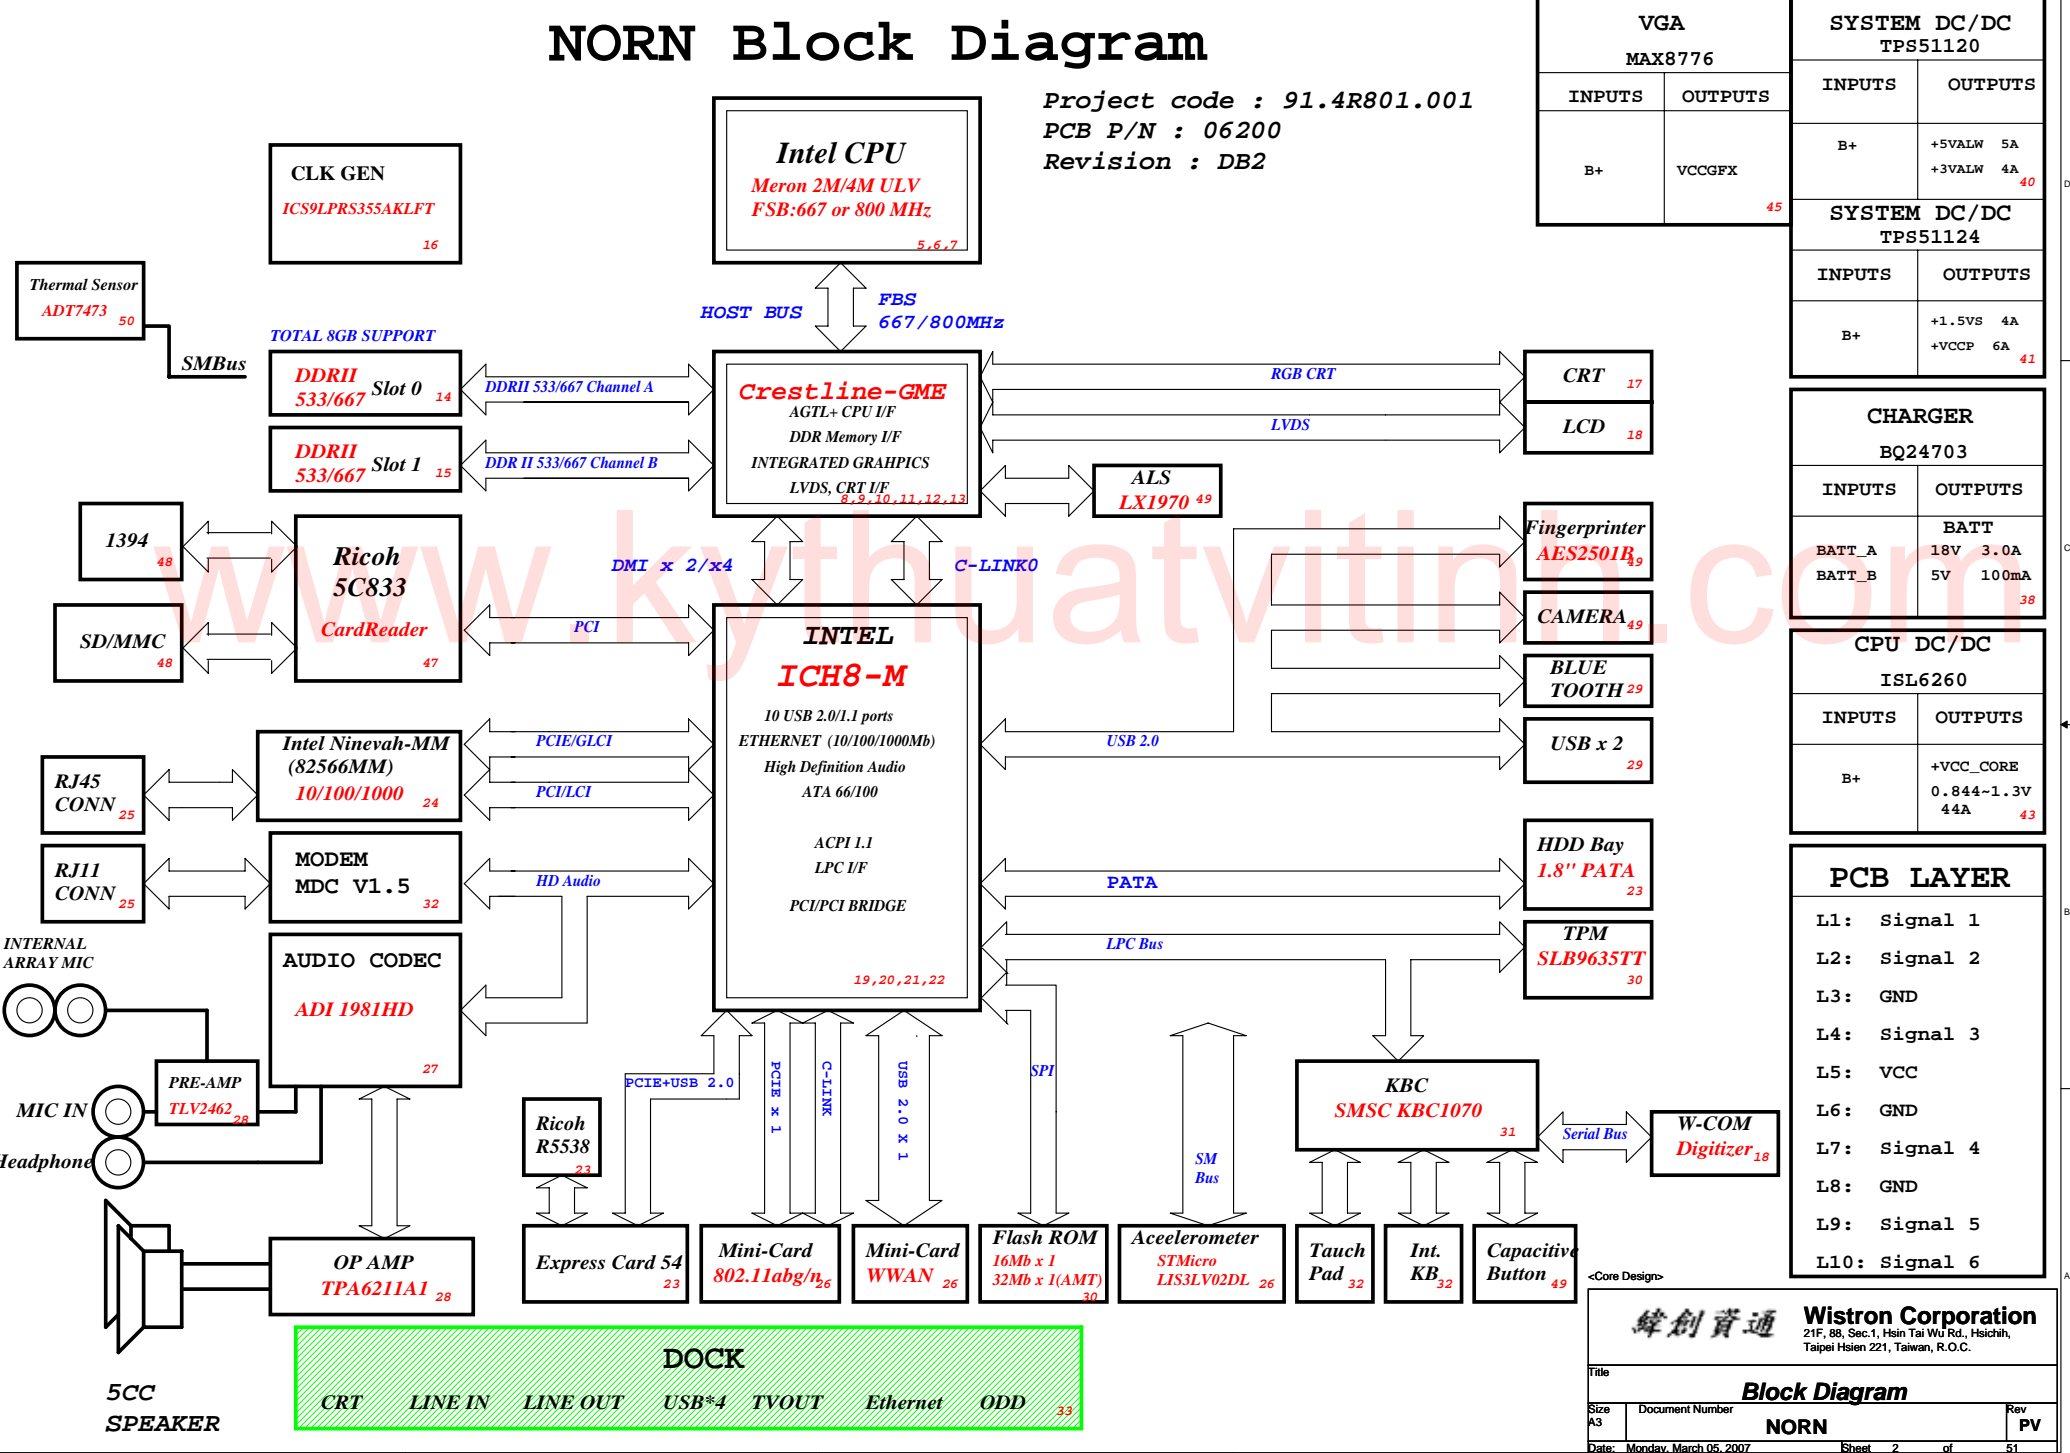 NORN Block Diagram
Project code : 91.4R801.001
PCB P/N : 06200
Revision : DB2
CLK GEN
ICS9LPRS355AKLFT
16
Intel CPU
Meron 2M/4M ULV
FSB:667 or 800 MHz
5,6,7
Thermal Sensor
ADT7473
50
SMBus
HOST BUS
FBS
667/800MHz
TOTAL 8GB SUPPORT
DDRII
533/667
Slot 0
14
DDRII 533/667 Channel A
DDRII
533/667
Slot 1
15
DDR II 533/667 Channel B
Crestline-GME
AGTL+ CPU I/F
DDR Memory I/F
INTEGRATED GRAHPICS
LVDS, CRT I/F
8,9,10,11,12,13
RGB CRT
LVDS
CRT
17
LCD
18
ALS
LX1970
49
DMI x 2/x4
C-LINK0
1394
48
SD/MMC
48
Ricoh
5C833
CardReader
47
PCI
www.kythuatvitinh.com
INTEL
ICH8-M
10 USB 2.0/1.1 ports
ETHERNET (10/100/1000Mb)
High Definition Audio
ATA 66/100
ACPI 1.1
LPC I/F
PCI/PCI BRIDGE
19,20,21,22
Fingerprinter
AES2501B
49
CAMERA
49
BLUE
TOOTH
29
USB x 2
29
USB 2.0
RJ45
CONN
25
Intel Ninevah-MM
(82566MM)
10/100/1000
24
PCIE/GLCI
PCI/LCI
RJ11
CONN
25
MODEM
MDC V1.5
32
HD Audio
PATA
HDD Bay
1.8" PATA
23
LPC Bus
TPM
SLB9635TT
30
INTERNAL
ARRAY MIC
AUDIO CODEC
ADI 1981HD
27
PRE-AMP
TLV2462
28
MIC IN
Headphone
OP AMP
TPA6211A1
28
5CC
SPEAKER
Ricoh
R5538
23
PCIE+USB 2.0
PCIE x 1
C-LINK
USB 2.0 X 1
SPI
SM
Bus
KBC
SMSC KBC1070
31
Serial Bus
W-COM
Digitizer
18
Express Card 54
23
Mini-Card
802.11abg/n
26
Mini-Card
WWAN
26
Flash ROM
16Mb x 1
32Mb x 1(AMT)
30
Aceelerometer
STMicro
LIS3LV02DL
26
Tauch
Pad
32
Int.
KB
32
Capacitive
Button
49
DOCK
CRT LINE IN LINE OUT USB*4 TVOUT Ethernet ODD
33
VGA
MAX8776
INPUTS OUTPUTS
B+ VCCGFX
45
SYSTEM DC/DC
TPS51120
INPUTS OUTPUTS
B+
+5VALW 5A
+3VALW 4A
40
SYSTEM DC/DC
TPS51124
INPUTS OUTPUTS
B+
+1.5VS 4A
+VCCP 6A
41
CHARGER
BQ24703
INPUTS OUTPUTS
BATT
BATT_A 18V 3.0A
BATT_B 5V 100mA
38
CPU DC/DC
ISL6260
INPUTS OUTPUTS
B+
+VCC_CORE
0.844~1.3V
44A
43
PCB LAYER
L1: Signal 1
L2: Signal 2
L3: GND
L4: Signal 3
L5: VCC
L6: GND
L7: Signal 4
L8: GND
L9: Signal 5
L10: Signal 6
D
C
B
A
<Core Design>
緯創資通
Wistron Corporation
21F, 88, Sec.1, Hsin Tai Wu Rd., Hsichih,
Taipei Hsien 221, Taiwan, R.O.C.
Title
Block Diagram
Size
A3
Document Number
NORN
Rev
PV
Date: Monday, March 05, 2007 Sheet 2 of 51